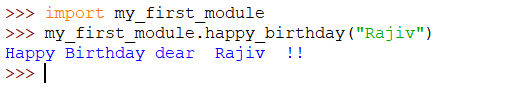 >>> import my_first_module
>>> my_first_module.happy_birthday("Rajiv")
Happy Birthday dear  Rajiv  !!
>>>